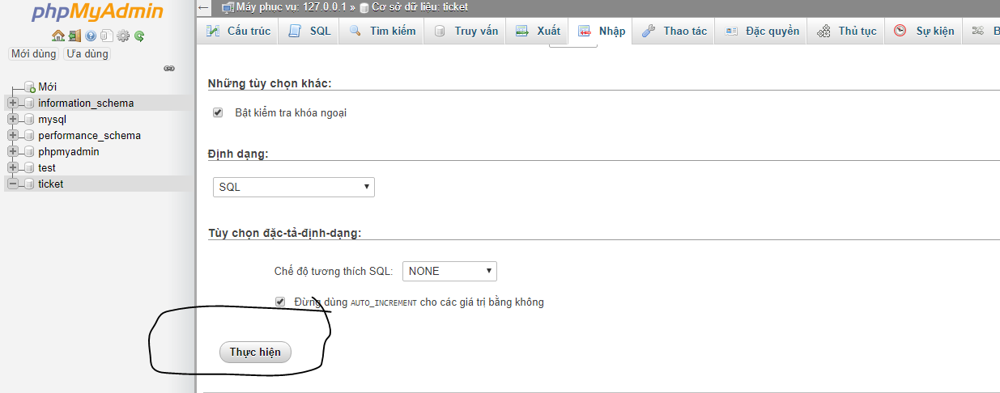 phpMyAdmin
Mới dùng Ưa dùng
Mới
information_schema
mysql
performance_schema
phpmyadmin
test
ticket
Máy phục vụ: 127.0.0.1 » Cơ sở dữ liệu: ticket
Cấu trúc SQL Tìm kiếm Truy vấn Xuất Nhập Thao tác Đặc quyền Thủ tục Sự kiện
Những tùy chọn khác:
Bật kiểm tra khóa ngoại
Định dạng:
SQL
Tùy chọn đặc-tả-định-dạng:
Chế độ tương thích SQL: NONE
Đừng dùng AUTO_INCREMENT cho các giá trị bằng không
Thực hiện